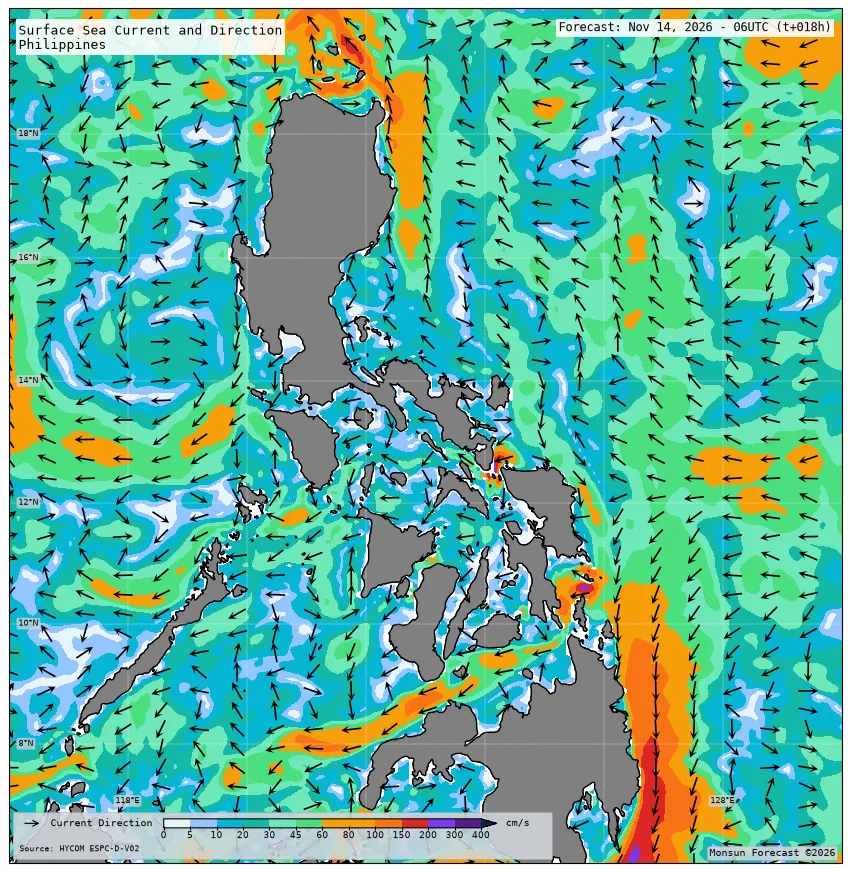 Surface Sea Current and Direction
Philippines
Forecast: Nov 14, 2026 - 06UTC (t+018h)
18°N
16°N
14°N
12°N
10°N
8°N
118°E
128°E
Current Direction
cm/s
0 5 10 20 30 45 60 80 100 150 200 300 400
Source: HYCOM ESPC-D-V02
Monsun Forecast ©2026